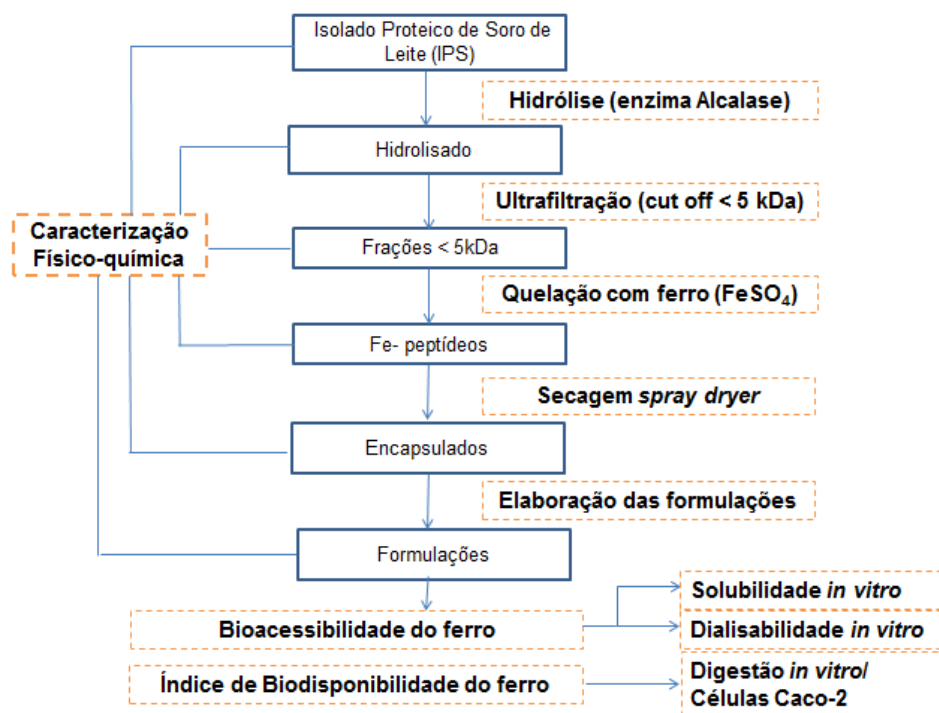 Isolado Proteico de Soro de
Leite (IPS)
Hidrólise (enzima Alcalase)
Hidrolisado
Ultrafiltração (cut off < 5 kDa)
Caracterização
Físico-química
Frações < 5kDa
Quelação com ferro (FeSO₄)
Fe- peptídeos
Secagem spray dryer
Encapsulados
Elaboração das formulações
Formulações
Solubilidade in vitro
Bioacessibilidade do ferro
Dialisabilidade in vitro
Índice de Biodisponibilidade do ferro
Digestão in vitro/
Células Caco-2